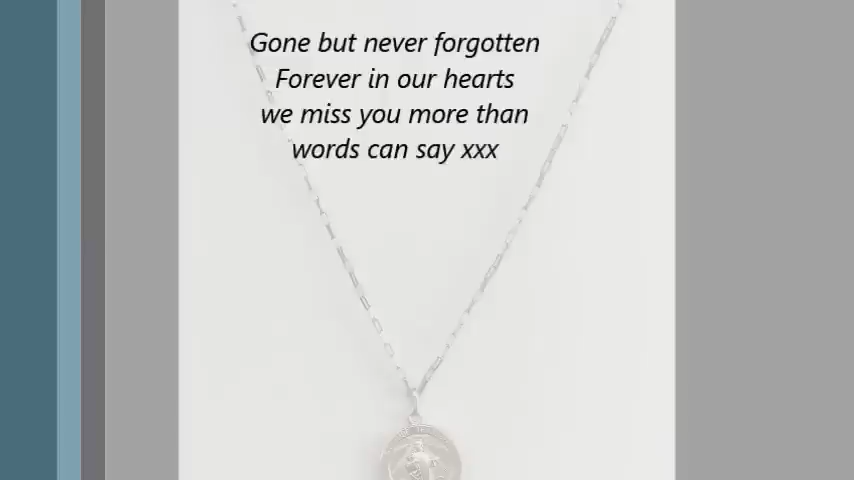 Gone but never forgotten
Forever in our hearts
we miss you more than
words can say xxx